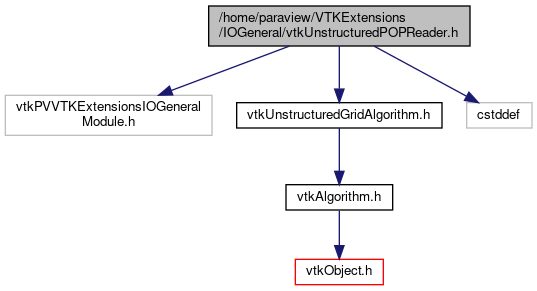 /home/paraview/VTKExtensions
/IOGeneral/vtkUnstructuredPOPReader.h
vtkPVVTKExtensionsIOGeneral
Module.h
vtkUnstructuredGridAlgorithm.h
cstddef
vtkAlgorithm.h
vtkObject.h